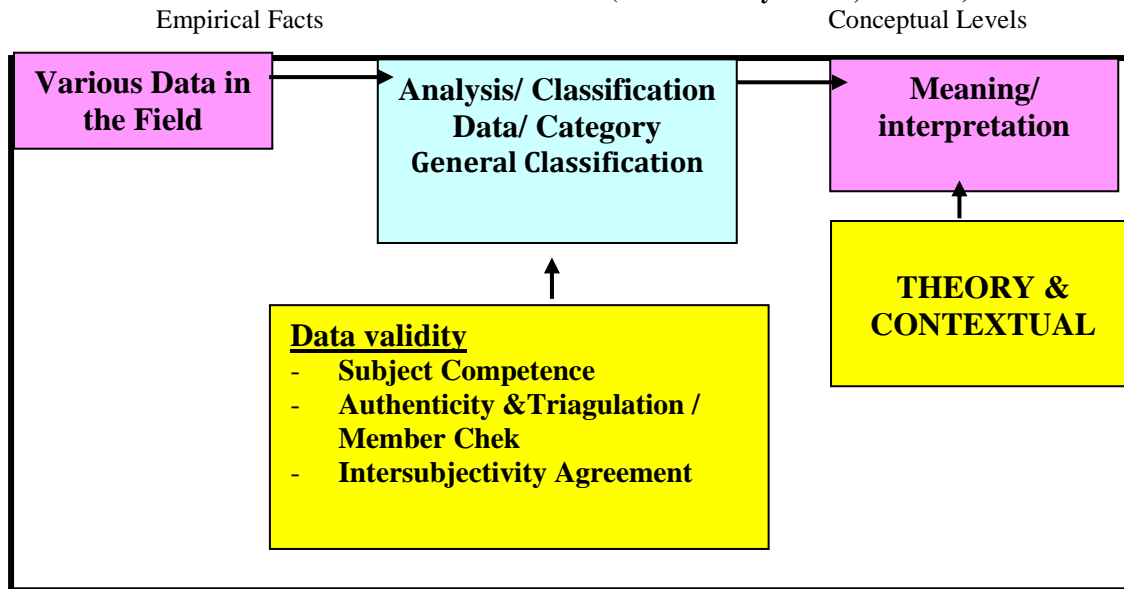 Empirical Facts
Conceptual Levels
Various Data in
the Field
Analysis/ Classification
Data/ Category
General Classification
Meaning/
interpretation
THEORY &
CONTEXTUAL
Data validity
- Subject Competence
- Authenticity &Triagulation /
Member Chek
- Intersubjectivity Agreement